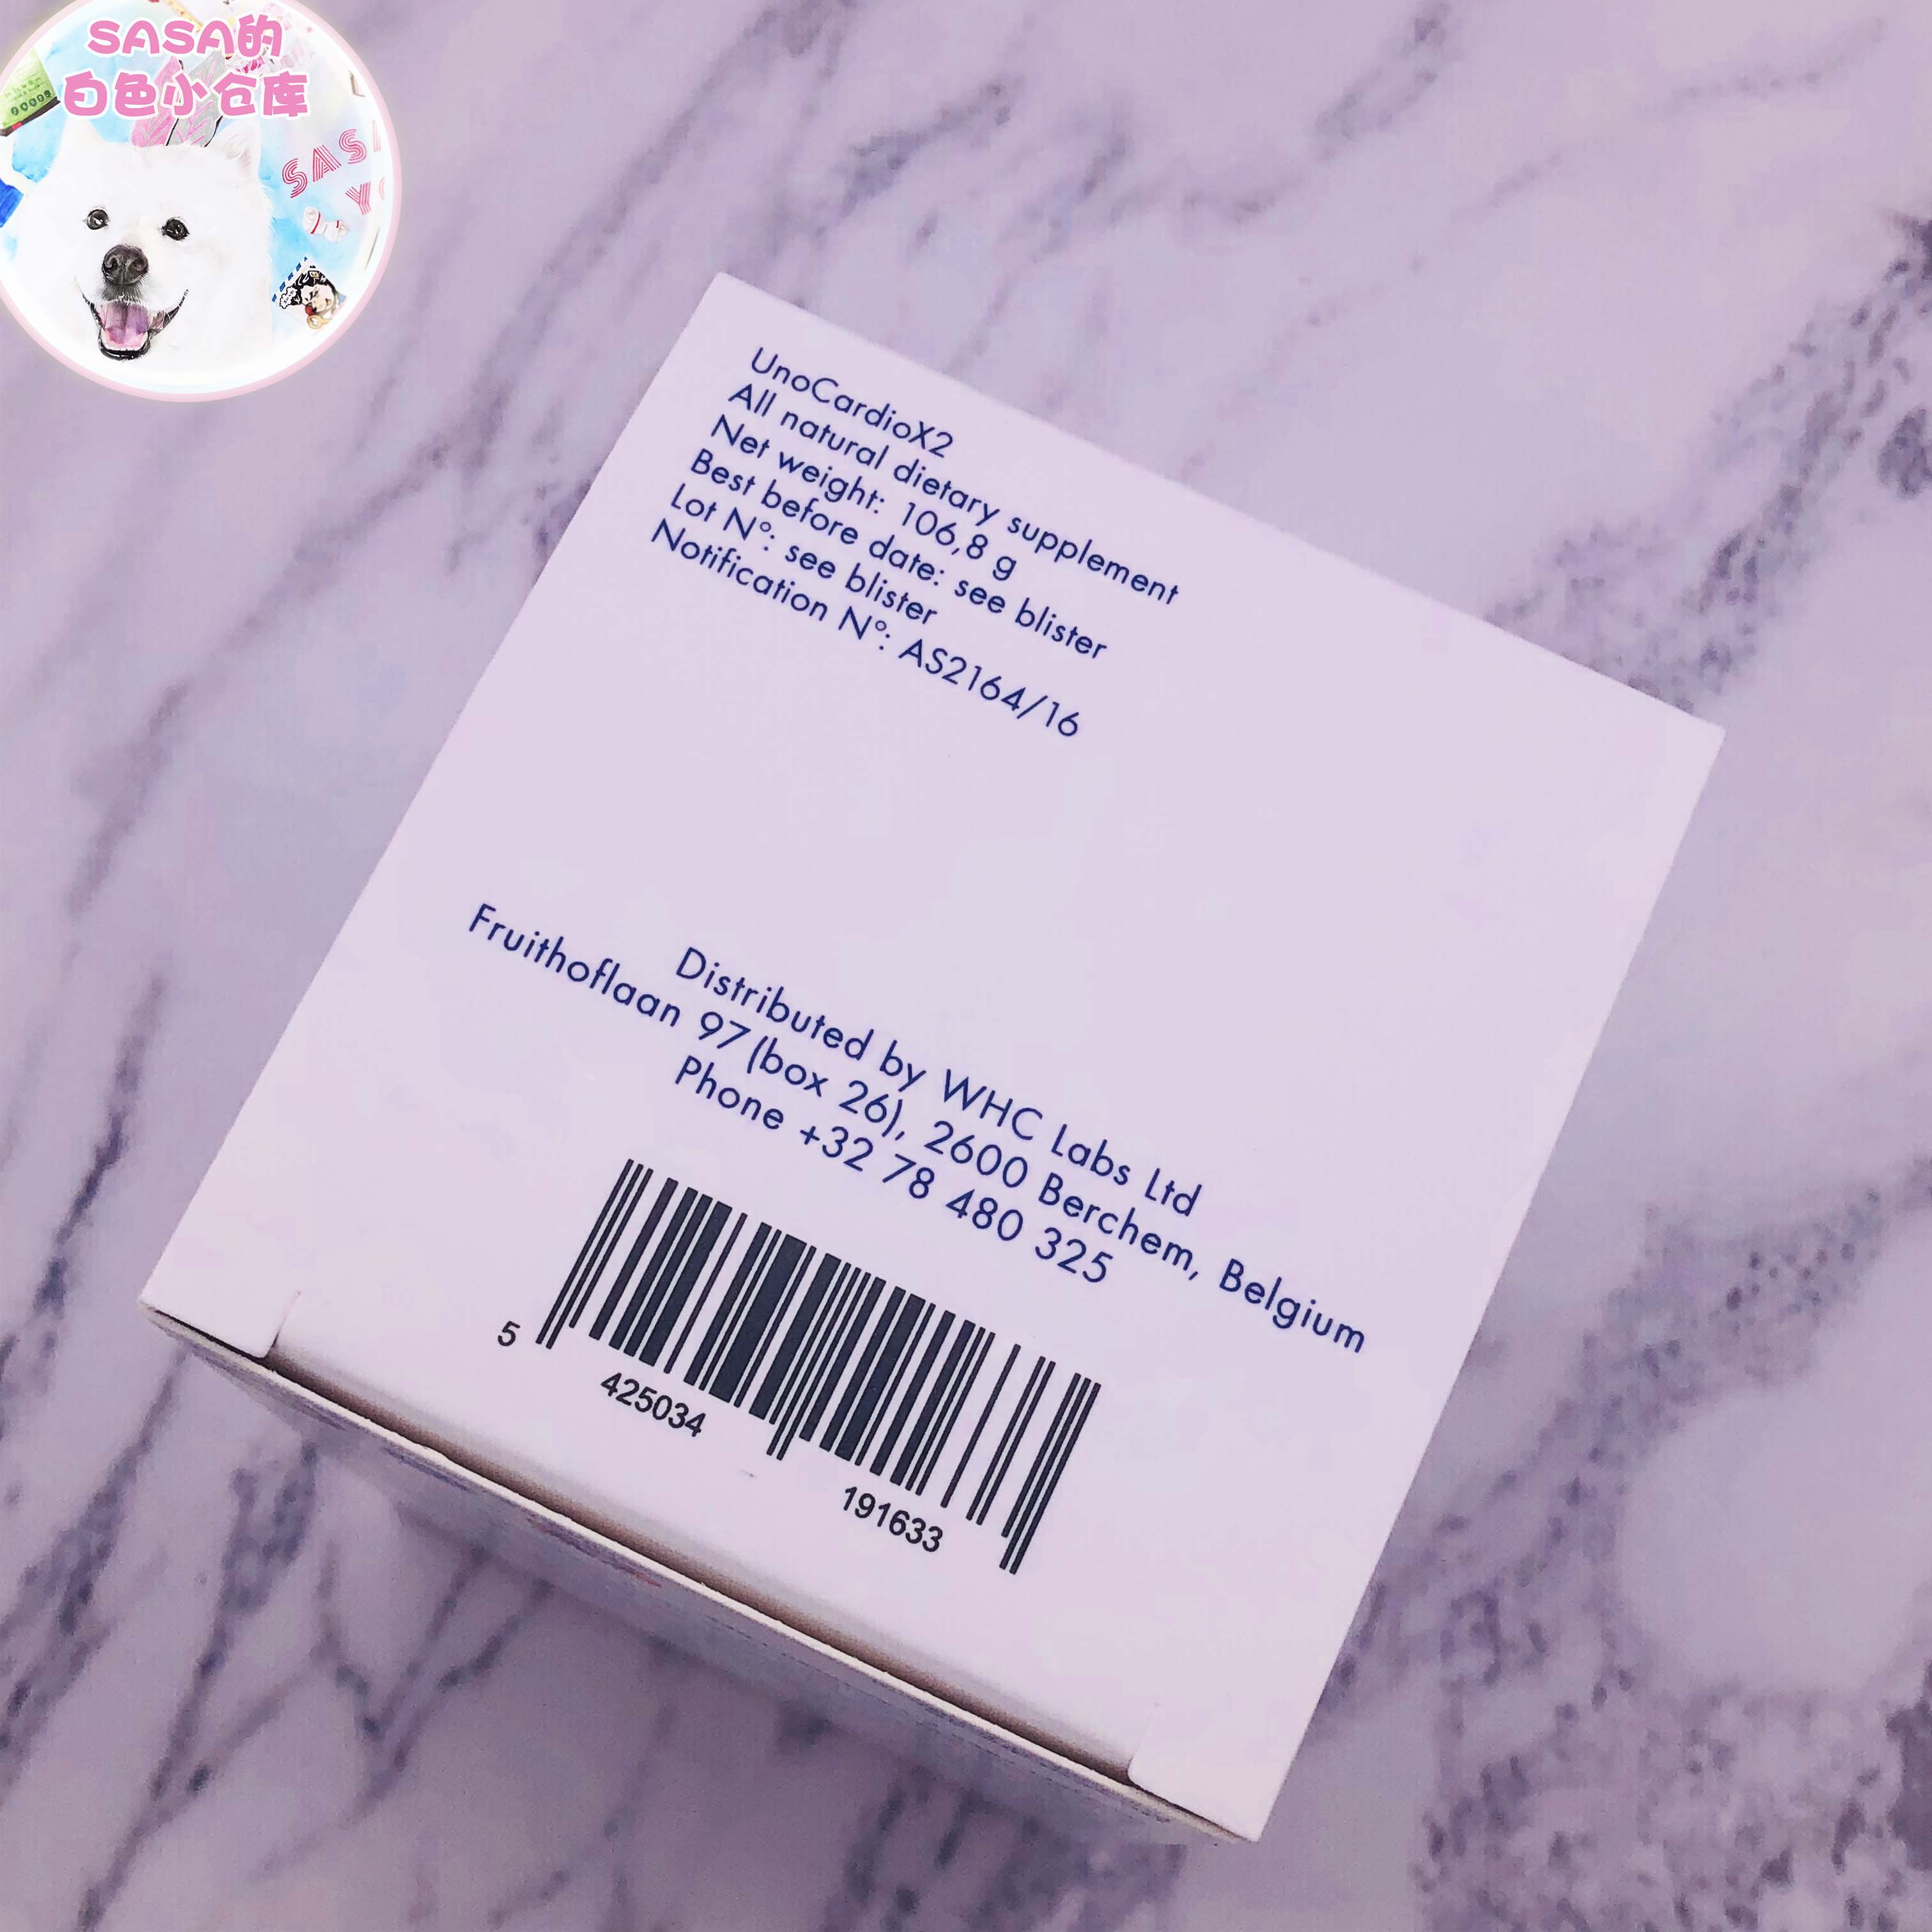 SASA的
白色小仓库
SASA
UnoCardioX2
All natural dietary supplement
Net weight: 106,8 g
Best before date: see blister
Lot N°: see blister
Notification N°: AS2164/16
Distributed by WHC Labs Ltd
Fruithoflaan 97 (box 26), 2600 Berchem, Belgium
Phone +32 78 480 325
5 425034 191633